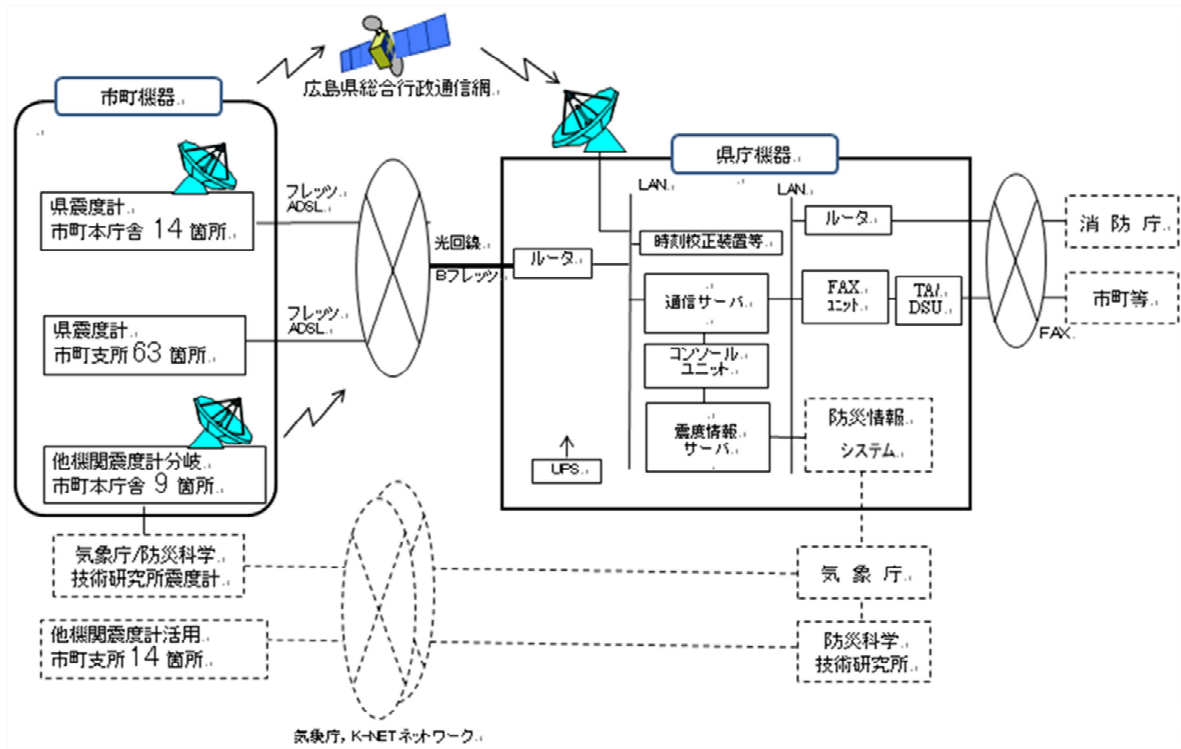 広島県総合行政通信網
市町機器
県震度計
市町本庁舎 14 箇所
フレッツ
ADSL
県震度計
市町支所 63 箇所
フレッツ
ADSL
他機関震度計分岐
市町本庁舎 9 箇所
光回線
Bフレッツ
県庁機器
LAN
LAN
ルータ
ルータ
時刻校正装置等
通信サーバ
FAX
ユニット
TA/
DSU
コンソール
ユニット
震度情報
サーバ
防災情報
システム
UPS
消防庁
市町等
FAX
気象庁/防災科学
技術研究所震度計
気象庁
他機関震度計活用
市町支所 14 箇所
防災科学
技術研究所
気象庁,K-NETネットワーク